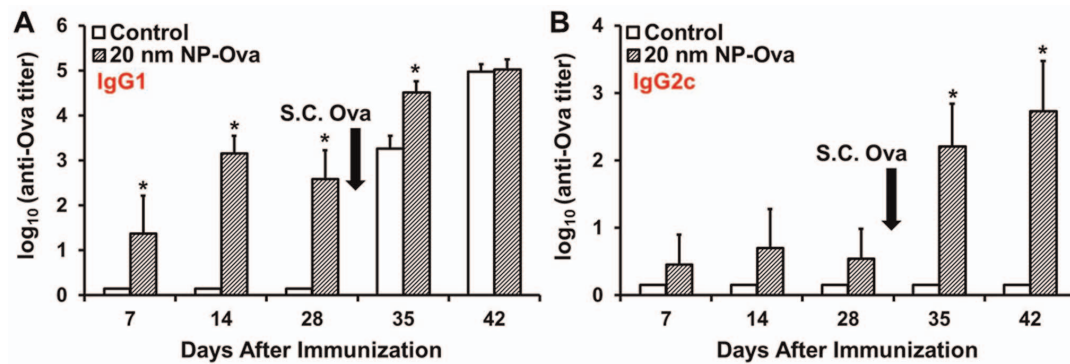 A
Control
20 nm NP-Ova
IgG1
S.C. Ova
log10 (anti-Ova titer)
6
5
4
3
2
1
0
* * * *
7 14 28 35 42
Days After Immunization
B
Control
20 nm NP-Ova
IgG2c
S.C. Ova
log10 (anti-Ova titer)
4
3
2
1
0
* *
7 14 28 35 42
Days After Immunization